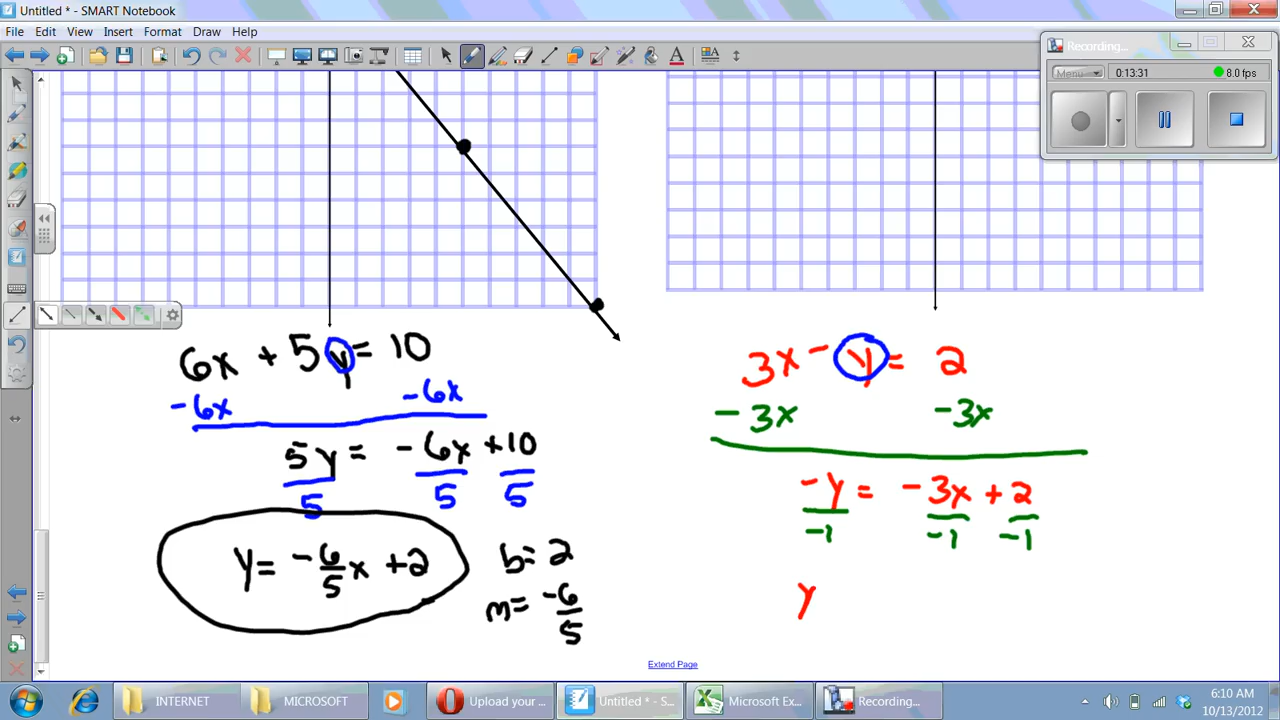 Untitled * - SMART Notebook
File Edit View Insert Format Draw Help
Recording...
Menu 0:13:31 8.0 fps
6x + 5y = 10
-6x -6x
5y = -6x + 10
5 5 5
y = -6/5 x + 2
b = 2
m = -6/5
3x - y = 2
-3x -3x
-y = -3x + 2
-1 -1 -1
y
Extend Page
INTERNET MICROSOFT Upload your ... Untitled * - SM... Microsoft Ex... Recording...
6:10 AM
10/13/2012